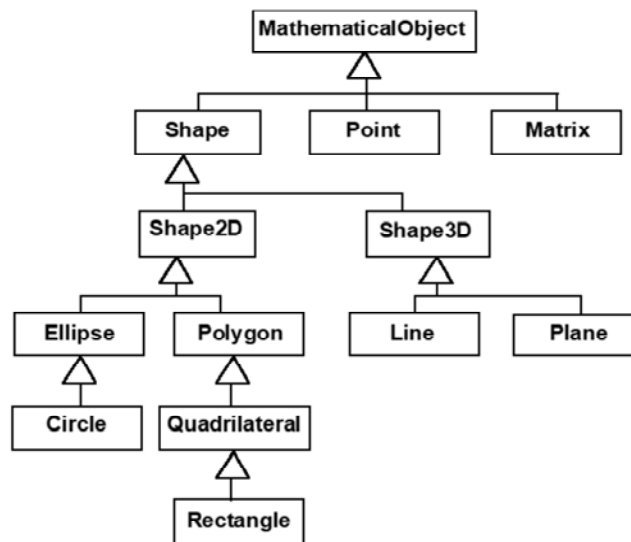 MathematicalObject
Shape
Point
Matrix
Shape2D
Shape3D
Ellipse
Polygon
Line
Plane
Circle
Quadrilateral
Rectangle